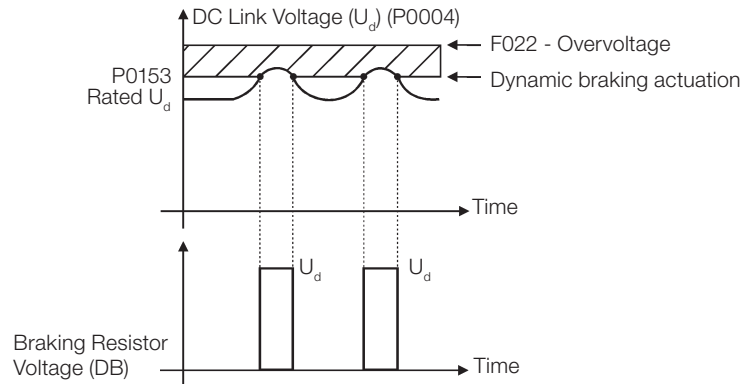 DC Link Voltage (Ud) (P0004)
F022 - Overvoltage
P0153
Dynamic braking actuation
Rated Ud
Time
Ud
Ud
Braking Resistor
Voltage (DB)
Time